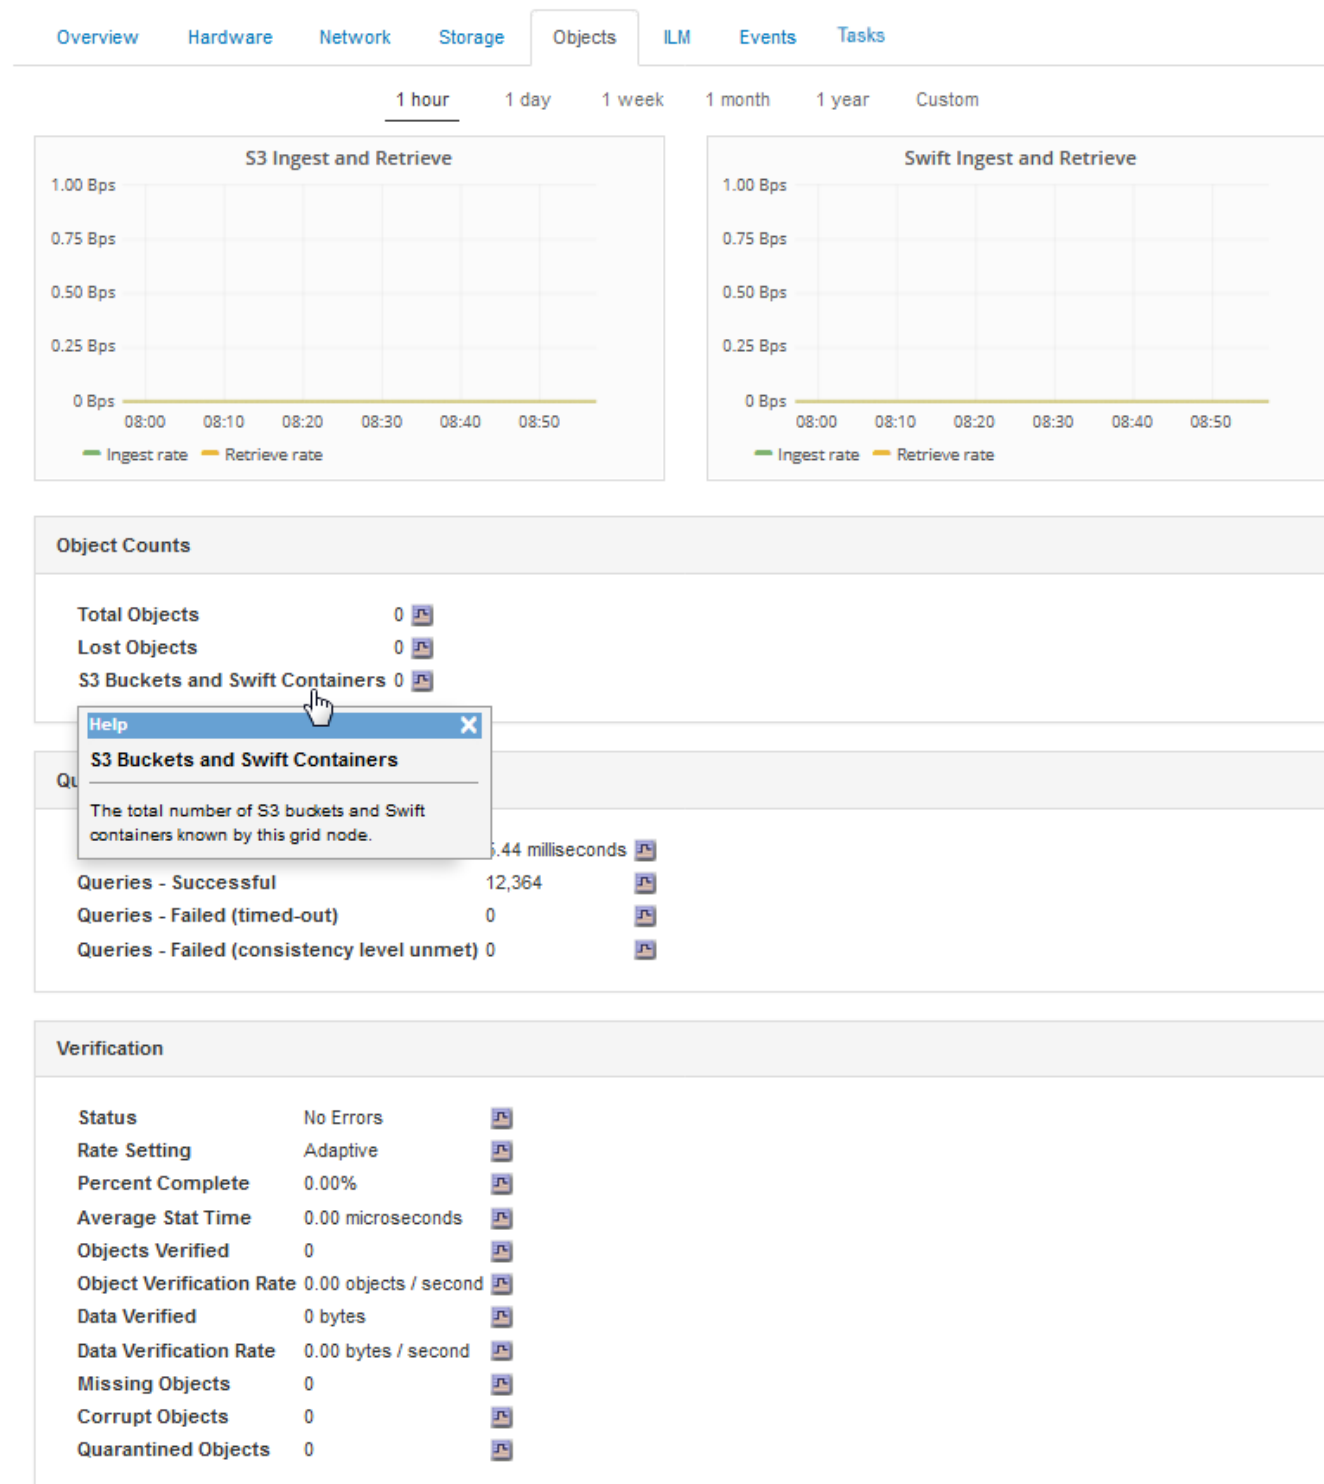 Overview Hardware Network Storage Objects ILM Events Tasks
1 hour 1 day 1 week 1 month 1 year Custom
S3 Ingest and Retrieve
1.00 Bps
0.75 Bps
0.50 Bps
0.25 Bps
0 Bps
08:00 08:10 08:20 08:30 08:40 08:50
Ingest rate Retrieve rate
Swift Ingest and Retrieve
1.00 Bps
0.75 Bps
0.50 Bps
0.25 Bps
0 Bps
08:00 08:10 08:20 08:30 08:40 08:50
Ingest rate Retrieve rate
Object Counts
Total Objects 0
Lost Objects 0
S3 Buckets and Swift Containers 0
Help
S3 Buckets and Swift Containers
The total number of S3 buckets and Swift
containers known by this grid node.
.44 milliseconds
Queries - Successful 12,364
Queries - Failed (timed-out) 0
Queries - Failed (consistency level unmet) 0
Verification
Status No Errors
Rate Setting Adaptive
Percent Complete 0.00%
Average Stat Time 0.00 microseconds
Objects Verified 0
Object Verification Rate 0.00 objects / second
Data Verified 0 bytes
Data Verification Rate 0.00 bytes / second
Missing Objects 0
Corrupt Objects 0
Quarantined Objects 0